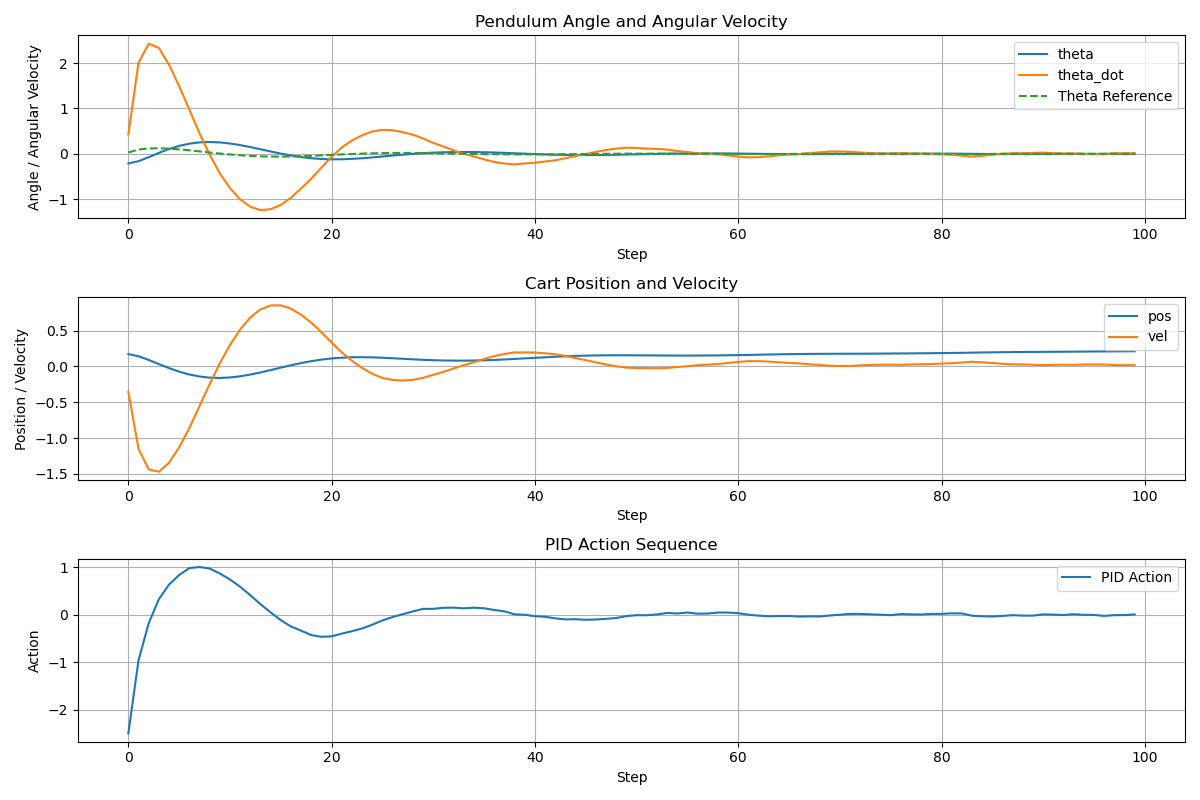 Pendulum Angle and Angular Velocity
Angle / Angular Velocity
2
1
0
−1
theta
theta_dot
Theta Reference
0 20 40 60 80 100
Step
Cart Position and Velocity
Position / Velocity
0.5
0.0
−0.5
−1.0
−1.5
pos
vel
0 20 40 60 80 100
Step
PID Action Sequence
Action
1
0
−1
−2
PID Action
0 20 40 60 80 100
Step